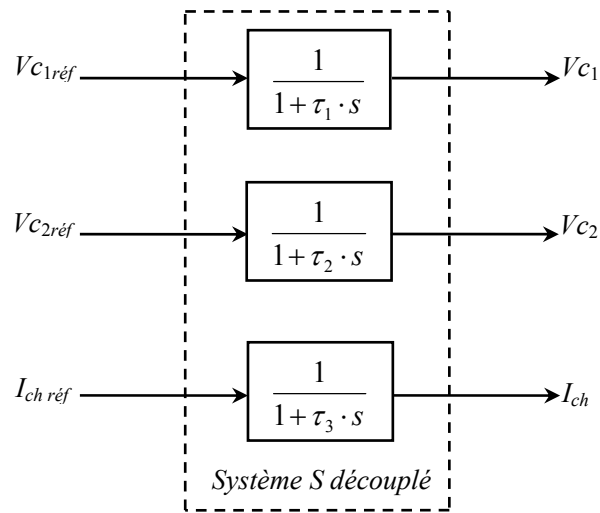 Vc1réf
1
1 + τ1 · s
Vc1
Vc2réf
1
1 + τ2 · s
Vc2
Ich réf
1
1 + τ3 · s
Ich
Système S découplé